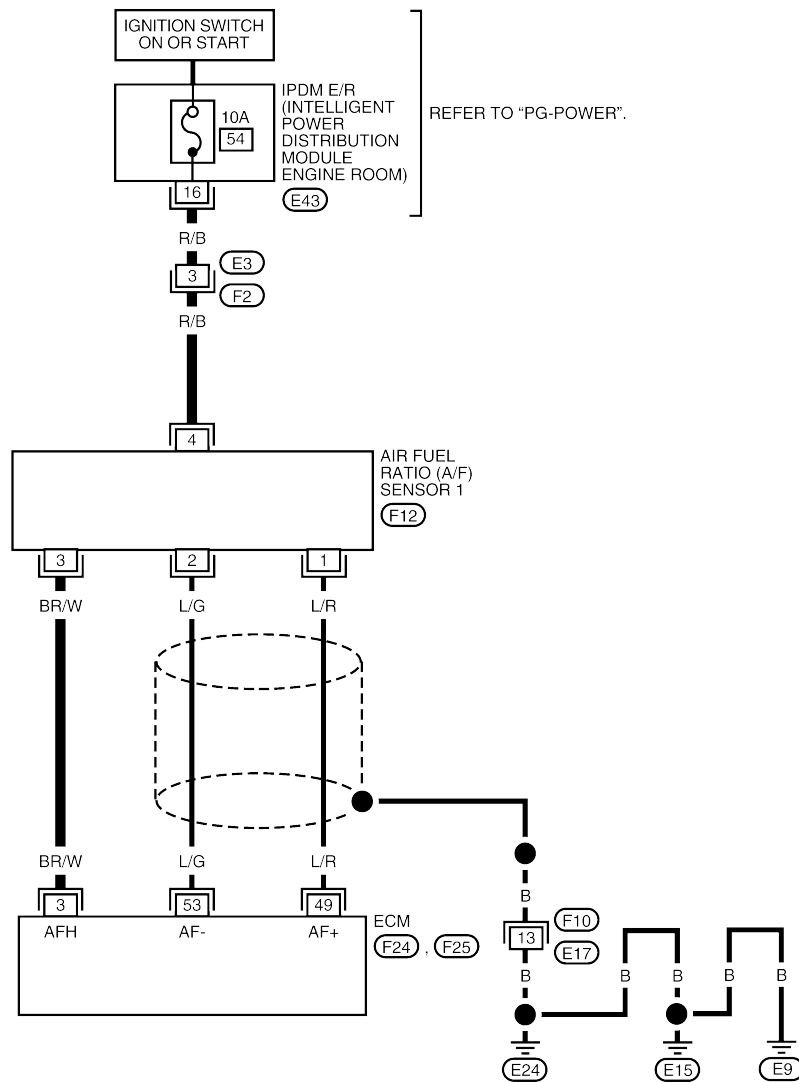 IGNITION SWITCH
ON OR START
IPDM E/R
(INTELLIGENT
POWER
DISTRIBUTION
MODULE
ENGINE ROOM)
10A
54
REFER TO “PG-POWER”.
16
E43
R/B
E3
3
F2
R/B
4
AIR FUEL
RATIO (A/F)
SENSOR 1
F12
3 2 1
BR/W L/G L/R
BR/W L/G L/R
B
3 53 49
AFH AF- AF+
ECM
F24 , F25
F10
13
E17
B B B B B
E24 E15 E9